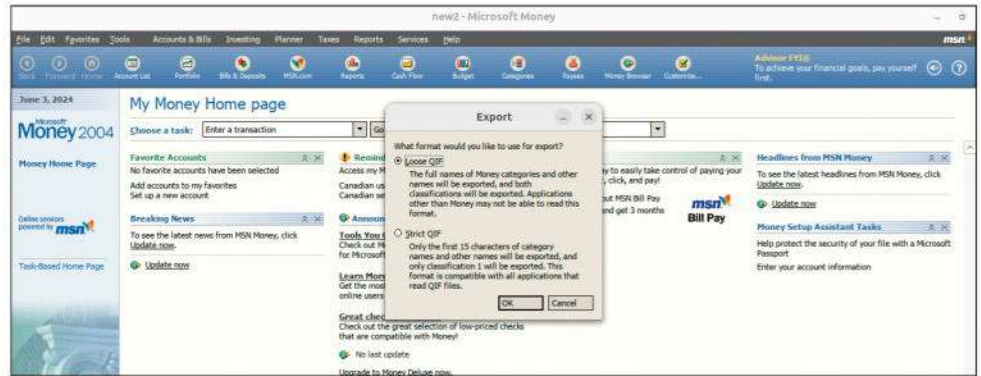 new2 - Microsoft Money
File Edit Favorites Tools Accounts & Bills Investing Planner Taxes Reports Services Help
msn
Back Forward Home Account List Portfolio Bills & Deposits MSN.com Reports Cash Flow Budget Categories Payees Money Browser Customize...
Advisor FYI®
To achieve your financial goals, pay yourself
first.
June 3, 2024
My Money Home page
Microsoft
Money 2004
Choose a task: Enter a transaction
Go
Money Home Page
Online services
powered by msn
Task-Based Home Page
Favorite Accounts
No favorite accounts have been selected
Add accounts to my favorites
Set up a new account
Breaking News
To see the latest news from MSN Money, click
Update now.
Update now
Remind
Access my M
Canadian us
Canadian se
Announ
Tools You
Check out M
for Microsoft
Learn More
Get the most
online users
Great chec
Check out the great selection of low-priced checks
that are compatible with Money!
No last update
Upgrade to Money Deluxe now.
Export
What format would you like to use for export?
Loose QIF
The full names of Money categories and other
names will be exported, and both
classifications will be exported. Applications
other than Money may not be able to read this
format.
Strict QIF
Only the first 15 characters of category
names and other names will be exported, and
only classification 1 will be exported. This
format is compatible with all applications that
read QIF files.
OK Cancel
y to easily take control of paying your
, click, and pay!
out MSN Bill Pay
and get 3 months
msn
Bill Pay
Headlines from MSN Money
To see the latest headlines from MSN Money, click
Update now.
Update now
Money Setup Assistant Tasks
Help protect the security of your file with a Microsoft
Passport
Enter your account information